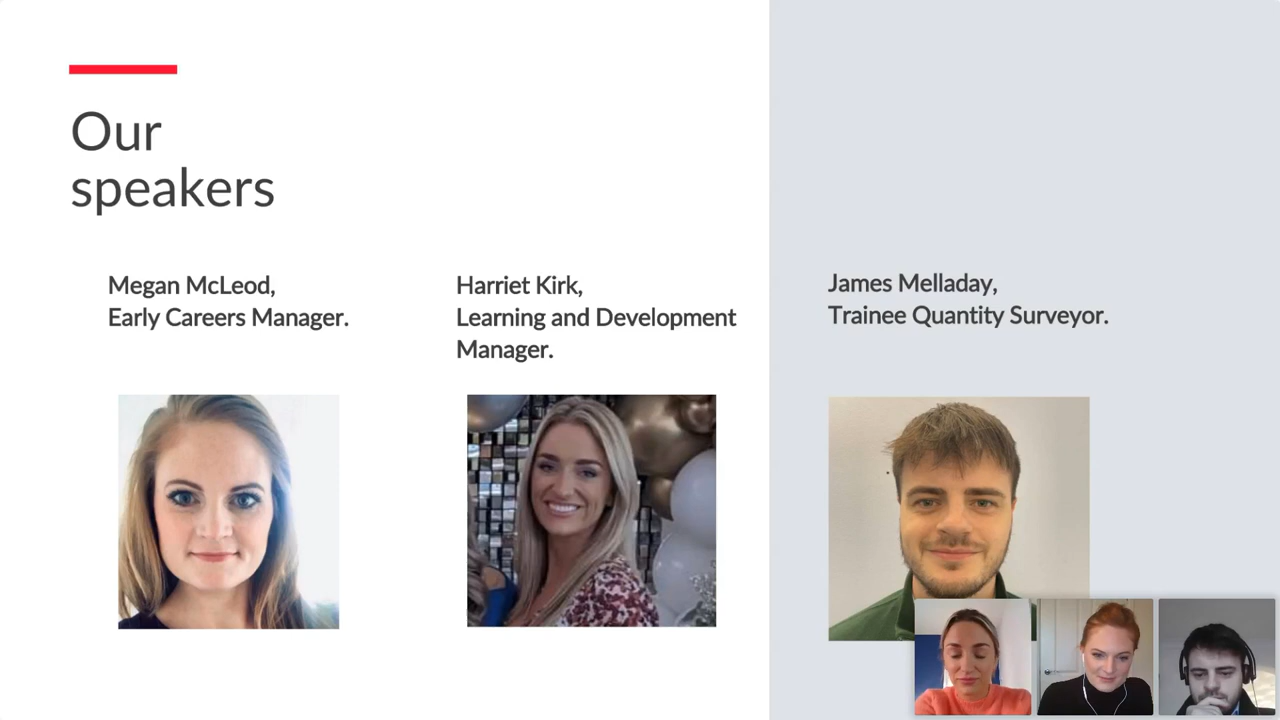 Our
speakers
Megan McLeod,
Early Careers Manager.
Harriet Kirk,
Learning and Development
Manager.
James Melladay,
Trainee Quantity Surveyor.